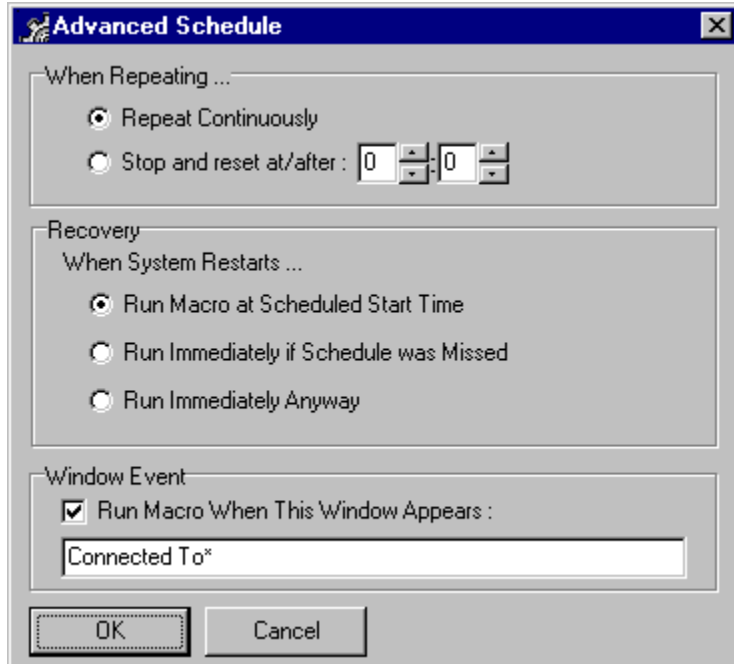 Advanced Schedule
When Repeating ...
Repeat Continuously
Stop and reset at/after : 0 : 0
Recovery
When System Restarts ...
Run Macro at Scheduled Start Time
Run Immediately if Schedule was Missed
Run Immediately Anyway
Window Event
Run Macro When This Window Appears :
Connected To*
OK Cancel